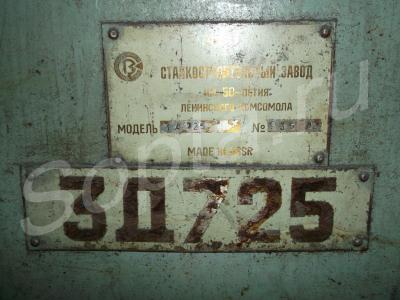 СТАНКОСТРОИТЕЛЬНЫЙ ЗАВОД
ИМ. 50-ЛЕТИЯ
ЛЕНИНСКОГО КОМСОМОЛА
МОДЕЛЬ №
MADE IN USSR
3Д725